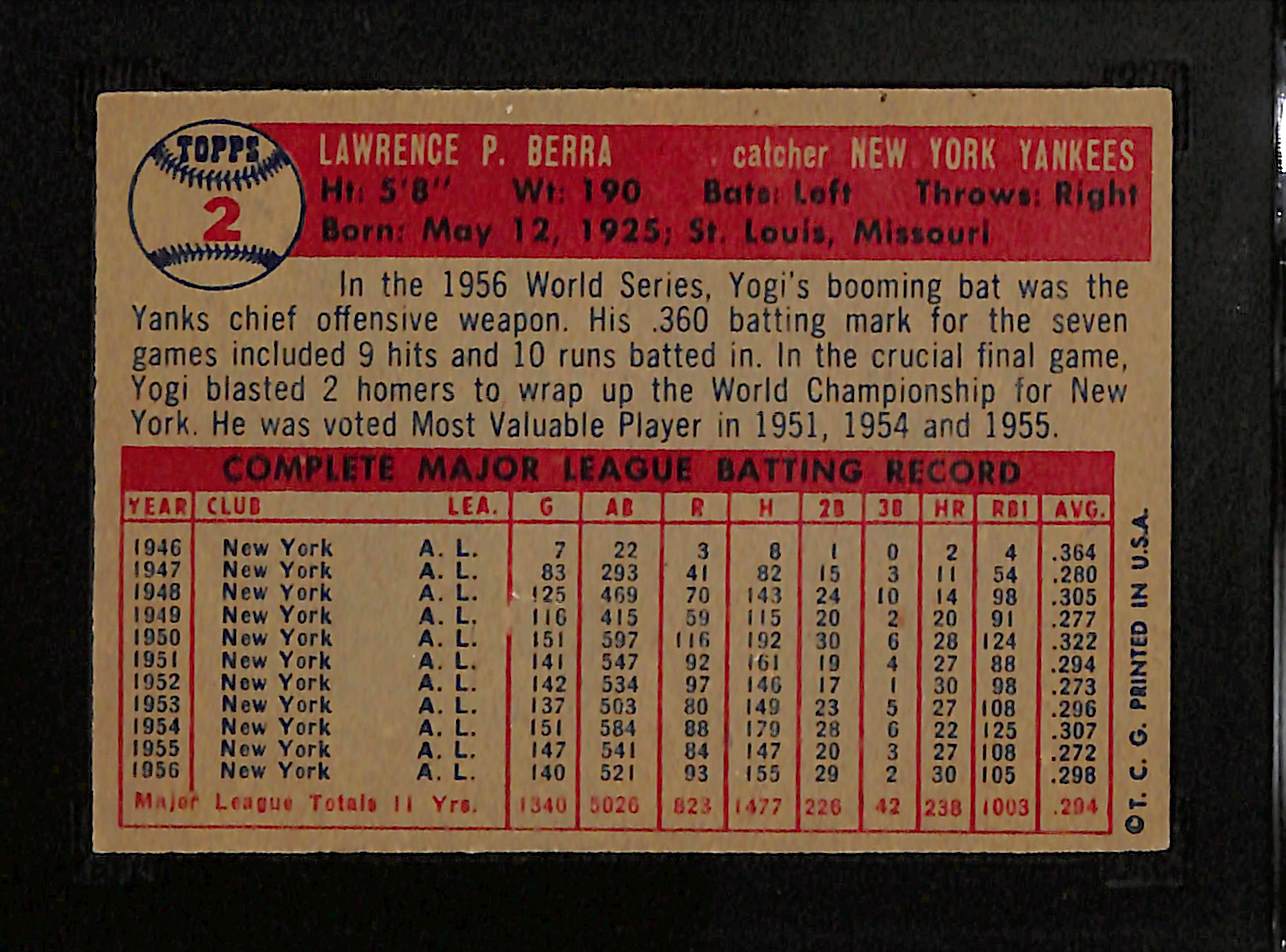 TOPPS
2
LAWRENCE P. BERRA catcher NEW YORK YANKEES
Ht: 5'8" Wt: 190 Bats: Left Throws: Right
Born: May 12, 1925; St. Louis, Missouri
In the 1956 World Series, Yogi's booming bat was the
Yanks chief offensive weapon. His .360 batting mark for the seven
games included 9 hits and 10 runs batted in. In the crucial final game,
Yogi blasted 2 homers to wrap up the World Championship for New
York. He was voted Most Valuable Player in 1951, 1954 and 1955.
COMPLETE MAJOR LEAGUE BATTING RECORD
YEAR CLUB LEA. G AB R H 2B 3B HR RBI AVG.
1946 New York A. L. 7 22 3 8 1 0 2 4 .364
1947 New York A. L. 83 293 41 82 15 3 11 54 .280
1948 New York A. L. 125 469 70 143 24 10 14 98 .305
1949 New York A. L. 116 415 59 115 20 2 20 91 .277
1950 New York A. L. 151 597 116 192 30 6 28 124 .322
1951 New York A. L. 141 547 92 161 19 4 27 88 .294
1952 New York A. L. 142 534 97 146 17 1 30 98 .273
1953 New York A. L. 137 503 80 149 23 5 27 108 .296
1954 New York A. L. 151 584 88 179 28 6 22 125 .307
1955 New York A. L. 147 541 84 147 20 3 27 108 .272
1956 New York A. L. 140 521 93 155 29 2 30 105 .298
Major League Totals 11 Yrs. 1340 5026 823 1477 226 42 238 1003 .294
©T. C. G. PRINTED IN U.S.A.